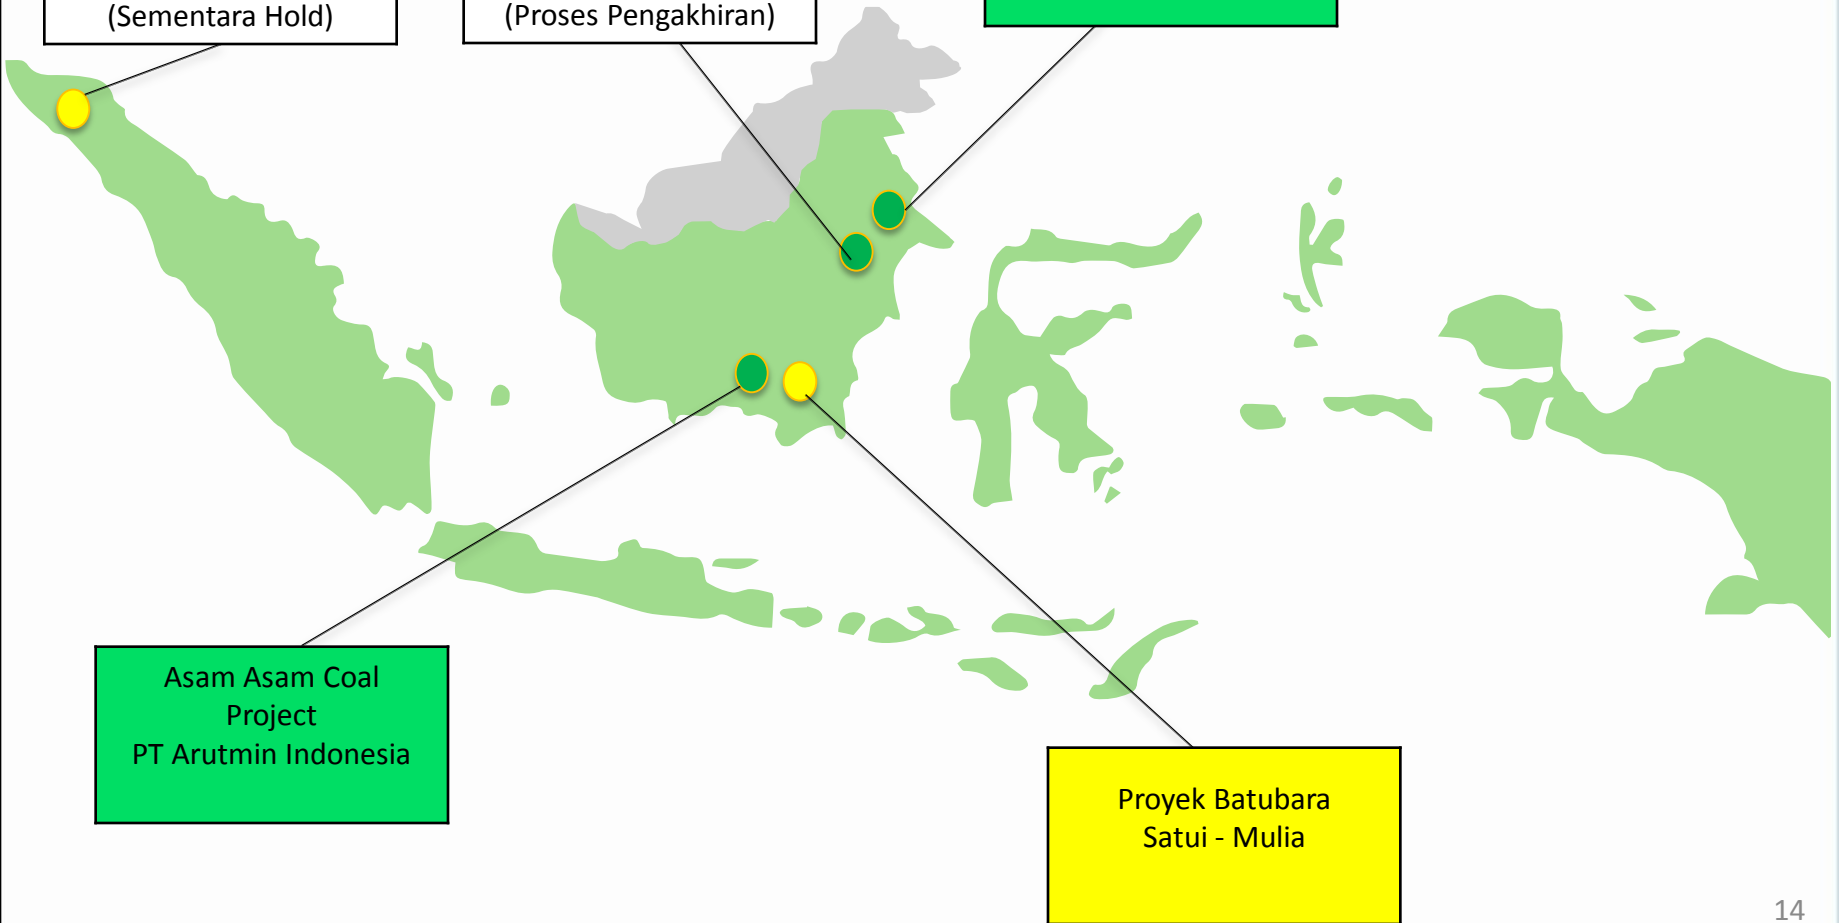 (Sementara Hold)
(Proses Pengakhiran)
Asam Asam Coal
Project
PT Arutmin Indonesia
Proyek Batubara
Satui - Mulia
14